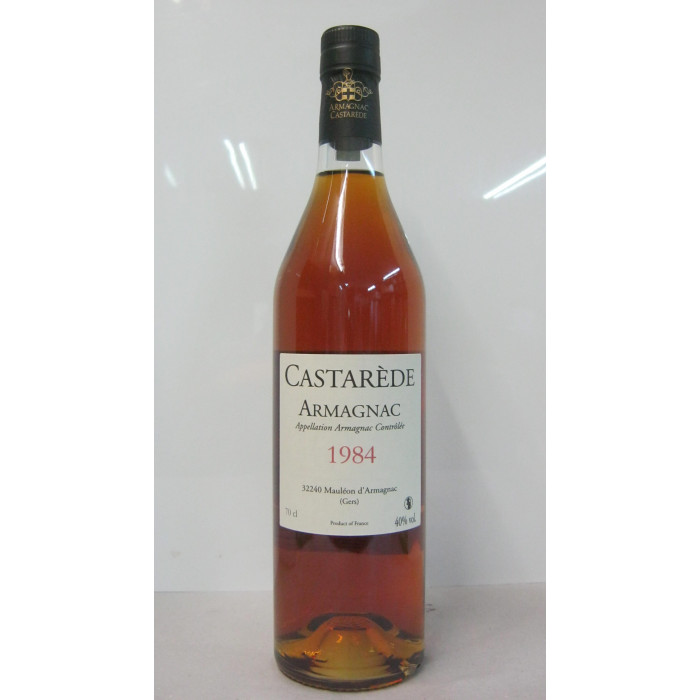 ARMAGNAC
CASTARÈDE
CASTARÈDE
ARMAGNAC
Appellation Armagnac Contrôlée
1984
32240 Mauléon d'Armagnac
(Gers)
70 cl
Product of France
40% vol.